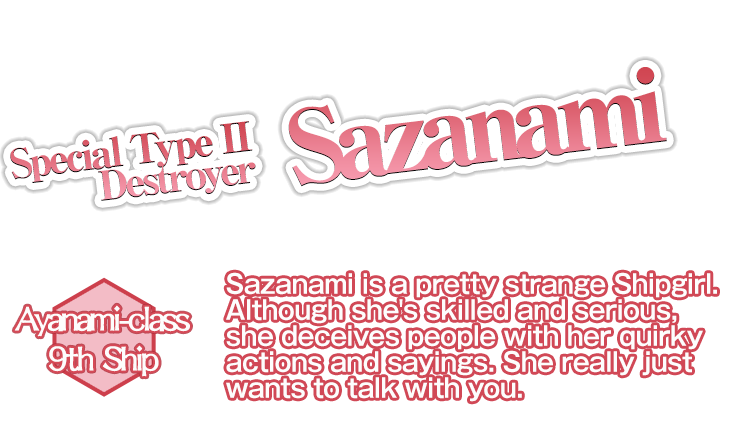 Special Type II
Destroyer
Sazanami
Ayanami-class
9th Ship
Sazanami is a pretty strange Shipgirl.
Although she's skilled and serious,
she deceives people with her quirky
actions and sayings. She really just
wants to talk with you.